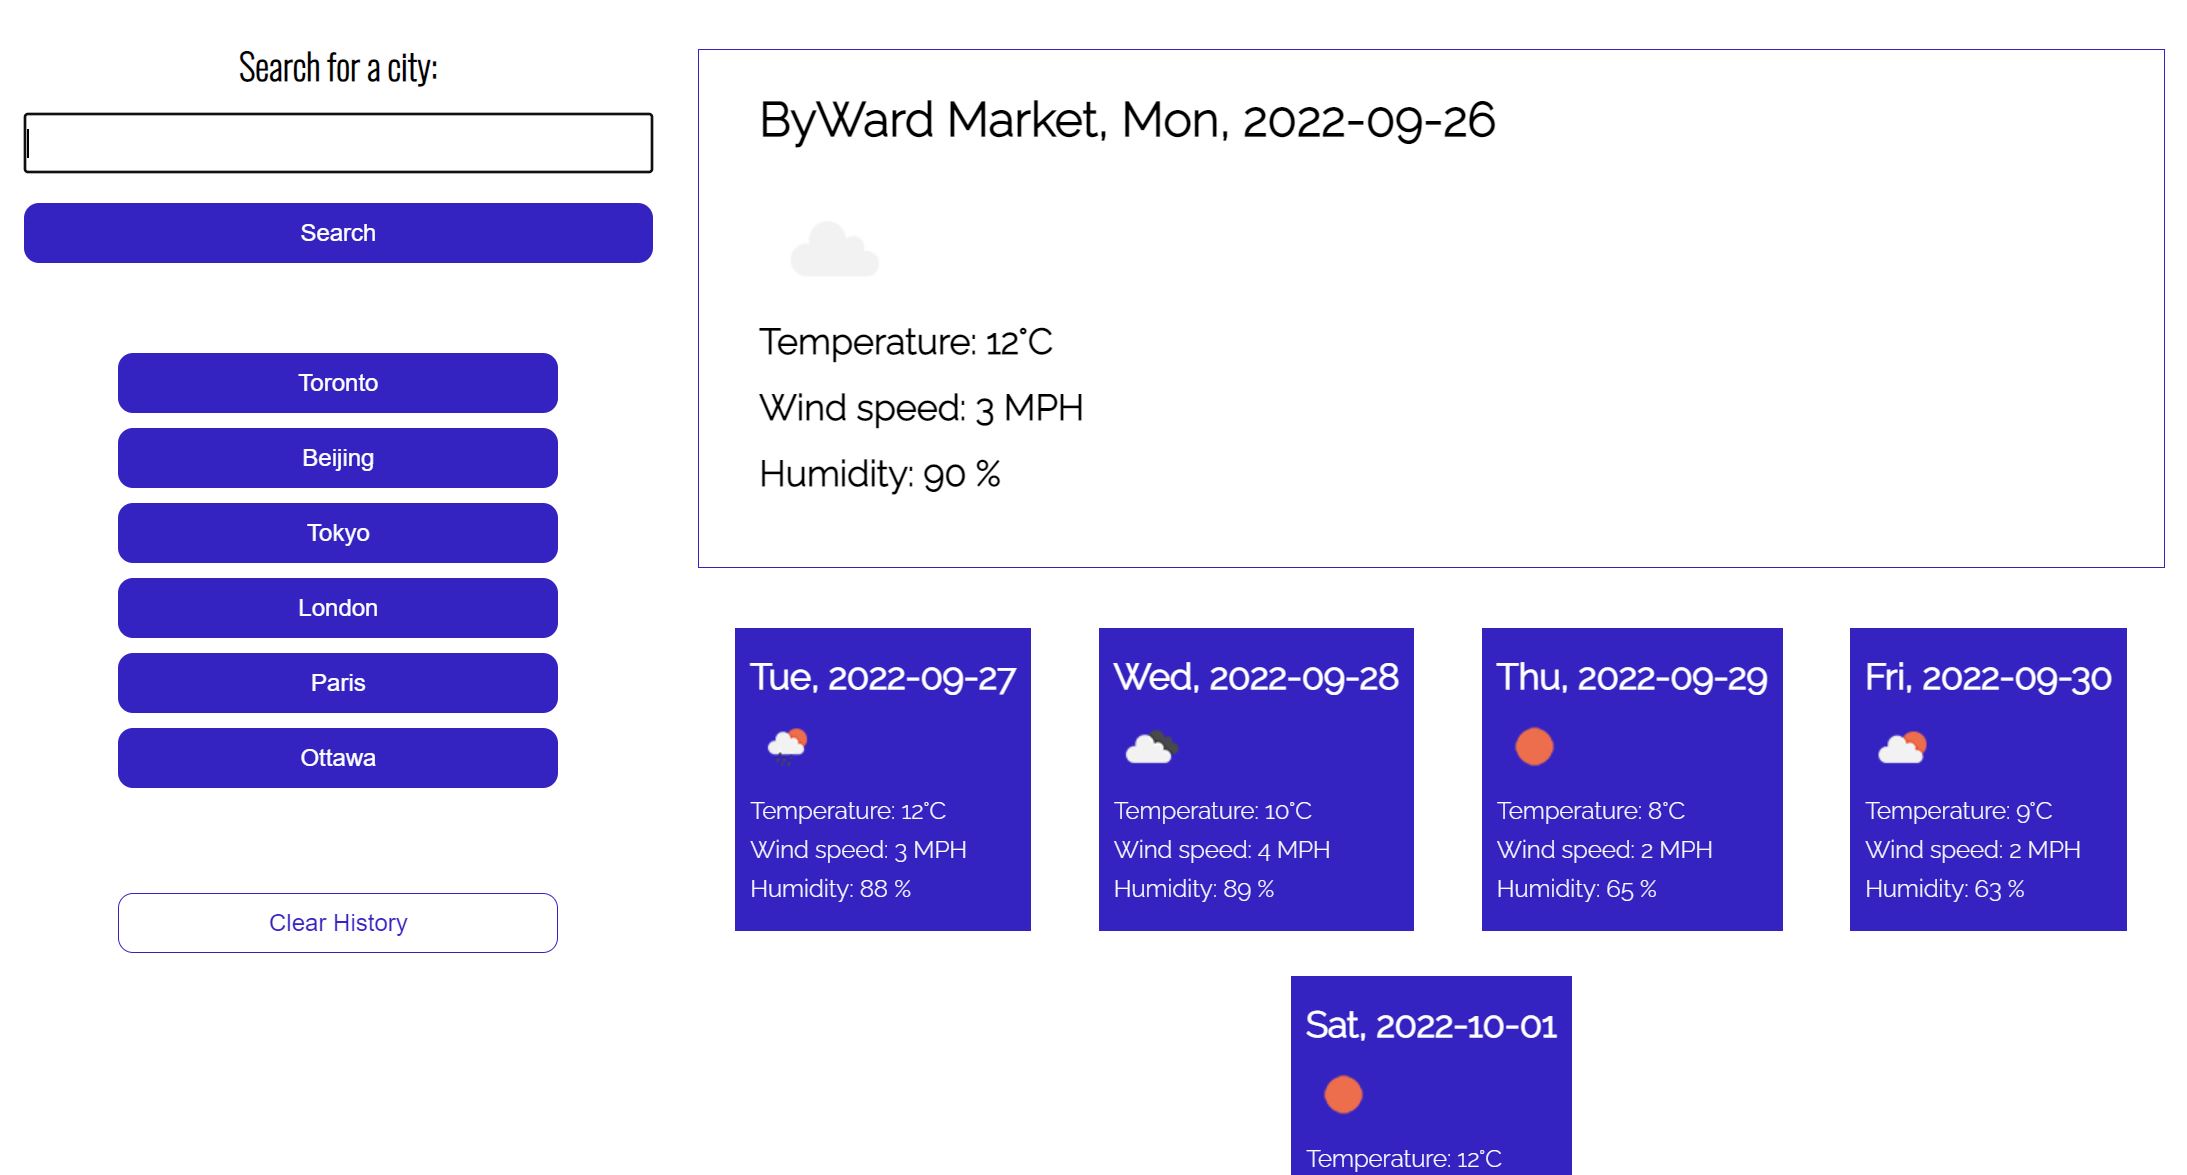 Search for a city:
Search
Toronto
Beijing
Tokyo
London
Paris
Ottawa
Clear History
ByWard Market, Mon, 2022-09-26
Temperature: 12°C
Wind speed: 3 MPH
Humidity: 90 %
Tue, 2022-09-27
Temperature: 12°C
Wind speed: 3 MPH
Humidity: 88 %
Wed, 2022-09-28
Temperature: 10°C
Wind speed: 4 MPH
Humidity: 89 %
Thu, 2022-09-29
Temperature: 8°C
Wind speed: 2 MPH
Humidity: 65 %
Fri, 2022-09-30
Temperature: 9°C
Wind speed: 2 MPH
Humidity: 63 %
Sat, 2022-10-01
Temperature: 12°C